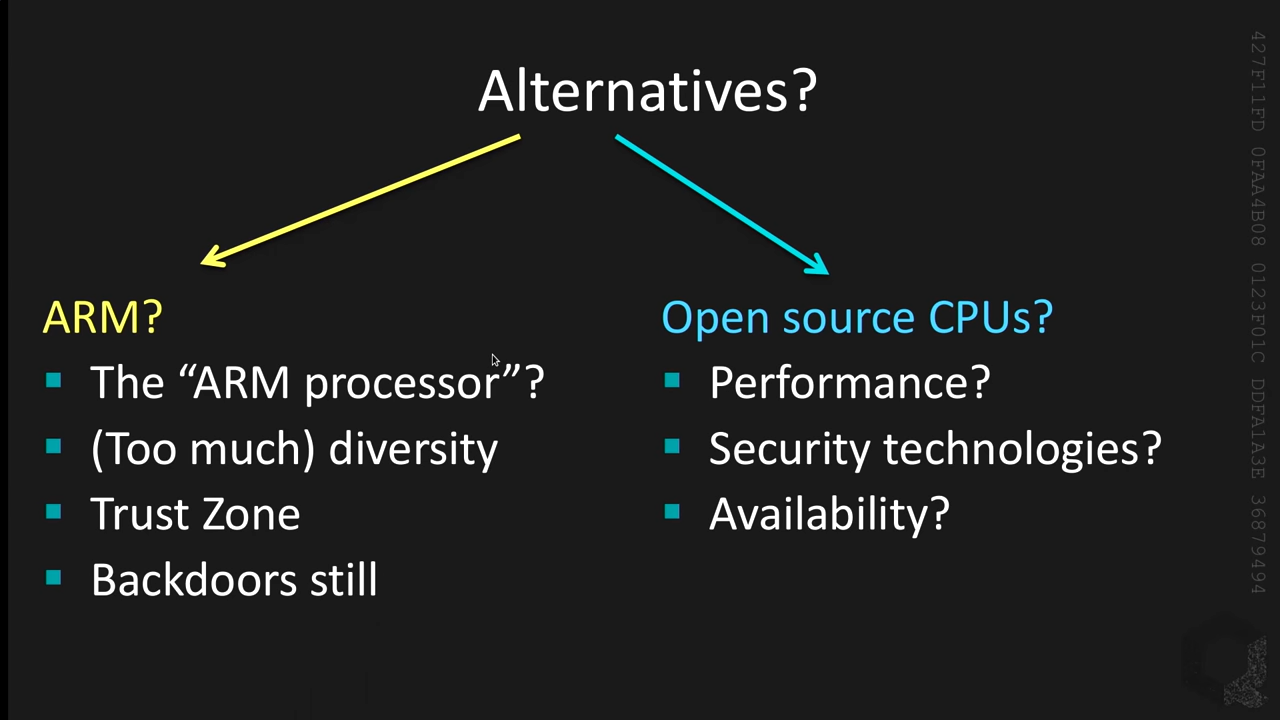 Alternatives?
ARM?
The “ARM processor”?
(Too much) diversity
Trust Zone
Backdoors still
Open source CPUs?
Performance?
Security technologies?
Availability?
427F11FD 0FAA4B08 0123F01C DDFA1A3E 36879494